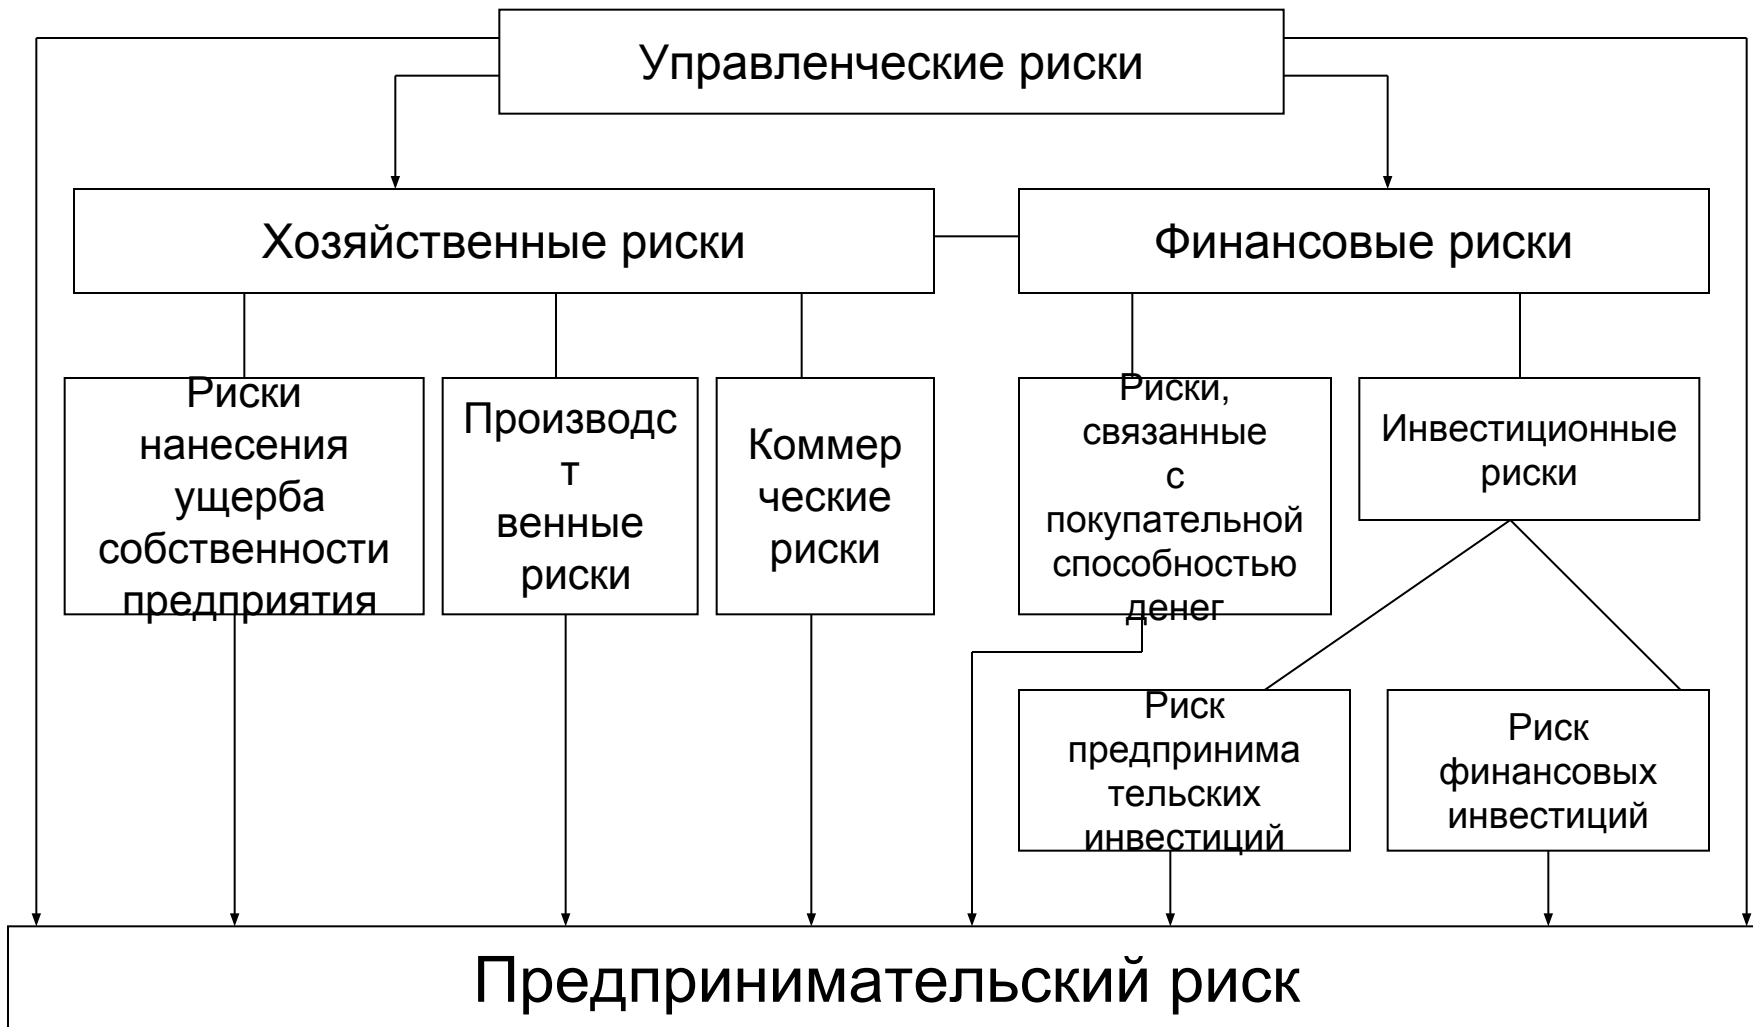 Управленческие риски
Хозяйственные риски
Финансовые риски
Риски
нанесения
ущерба
собственности
предприятия
Производс
т
венные
риски
Коммер
ческие
риски
Риски,
связанные
с
покупательной
способностью
денег
Инвестиционные
риски
Риск
предпринима
тельских
инвестиций
Риск
финансовых
инвестиций
Предпринимательский риск